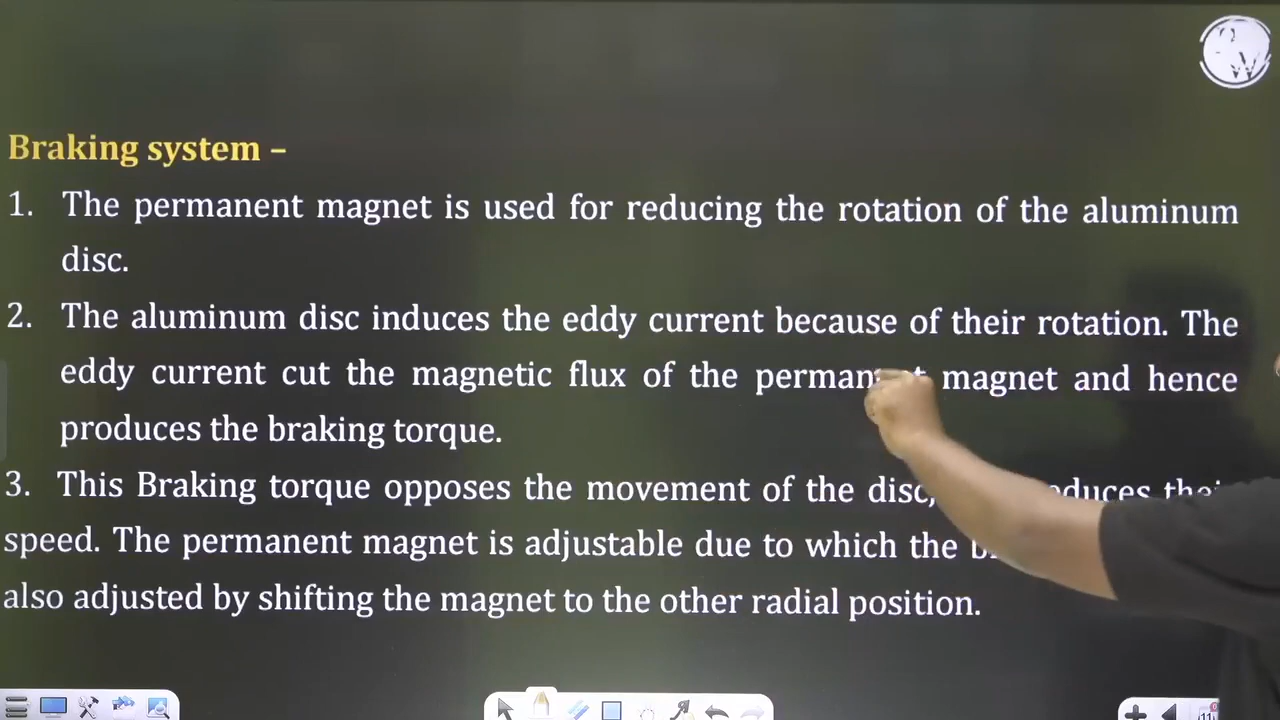 Braking system –
1. The permanent magnet is used for reducing the rotation of the aluminum
disc.
2. The aluminum disc induces the eddy current because of their rotation. The
eddy current cut the magnetic flux of the magnet and hence
produces the braking torque.
3. This Braking torque opposes the movement of the disc,
speed. The permanent magnet is adjustable due to which the
also adjusted by shifting the magnet to the other radial position.